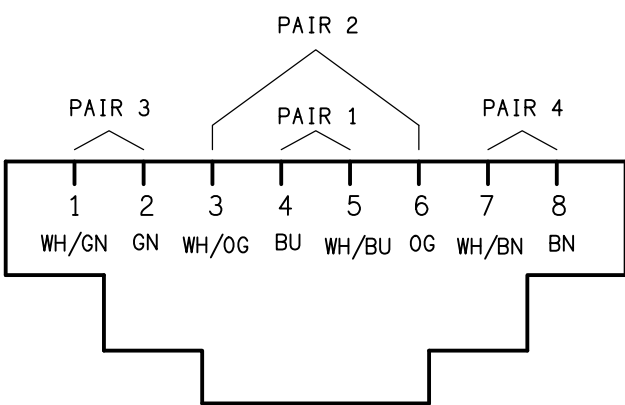 PAIR 2
PAIR 3 PAIR 1 PAIR 4
1 2 3 4 5 6 7 8
WH/GN GN WH/OG BU WH/BU OG WH/BN BN